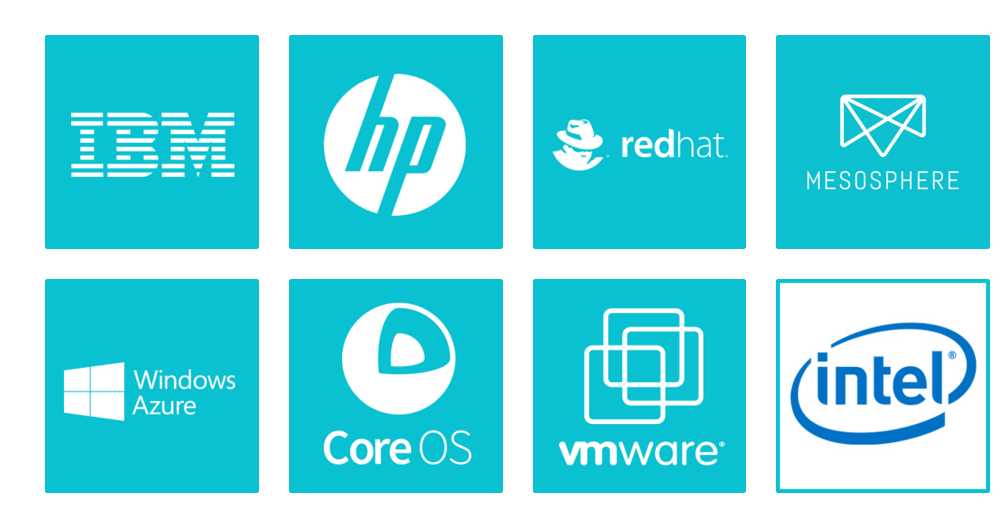 IBM
hp
redhat.
MESOSPHERE
Windows
Azure
Core OS
vmware®
intel®